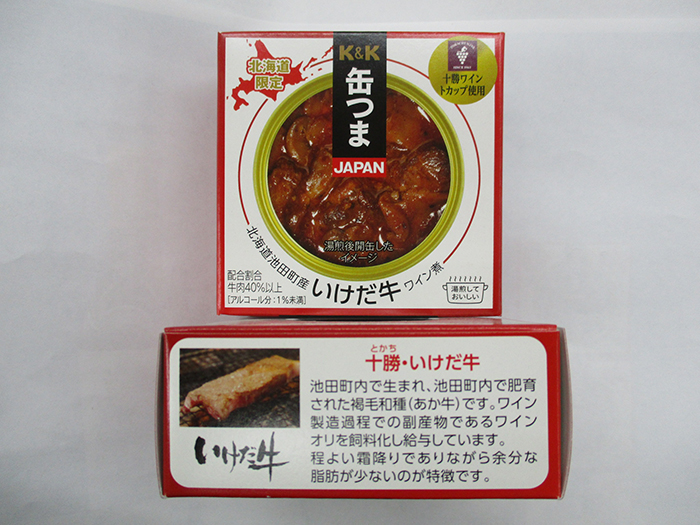 北海道
限定
K&K
缶つま
JAPAN
十勝ワイン
トカップ使用
湯煎後開缶した
イメージ
北海道池田町産
いけだ牛
ワイン煮
配合割合
牛肉40%以上
[アルコール分:1%未満]
湯煎して
おいしい
とかち
十勝・いけだ牛
池田町内で生まれ、池田町内で肥育
された褐毛和種(あか牛)です。ワイン
製造過程での副産物であるワイン
オリを飼料化し給与しています。
程よい霜降りでありながら余分な
脂肪が少ないのが特徴です。
いけだ牛